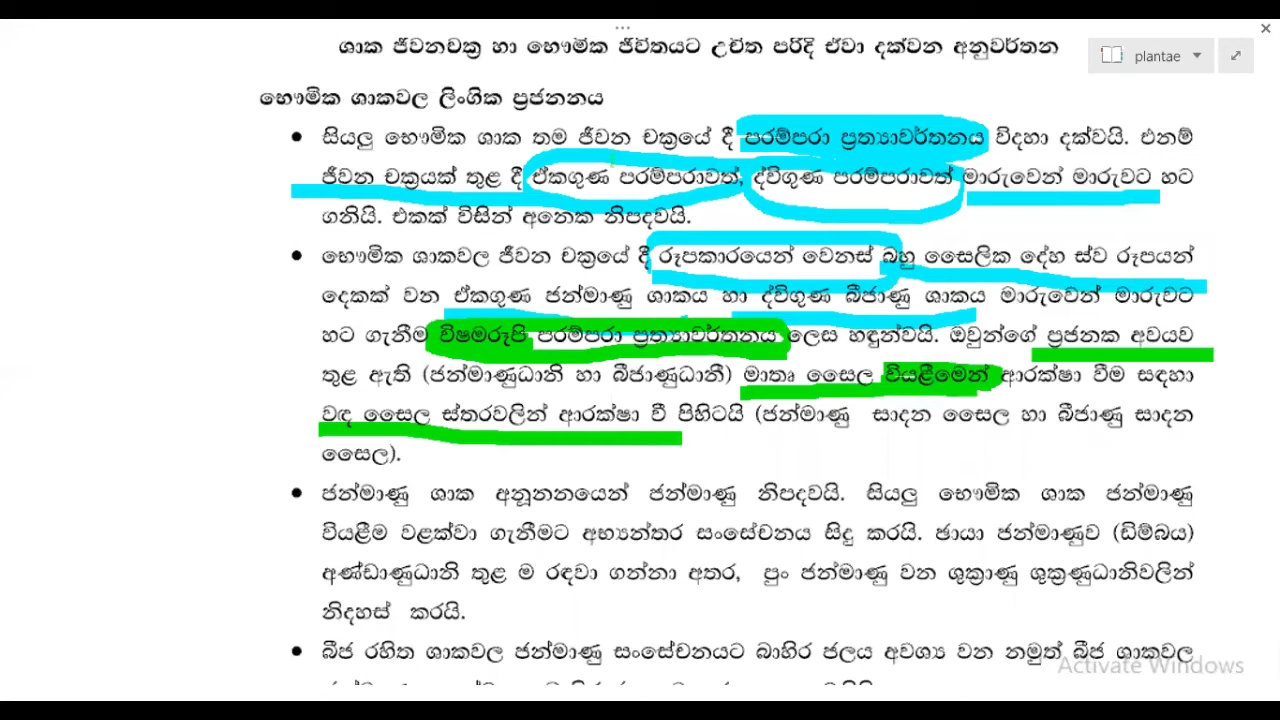 ශාක ජීවනචක්‍ර හා භෞමික ජීවිතයට උචිත පරිදි ඒවා දක්වන අනුවර්තන
plantae
භෞමික ශාකවල ලිංගික ප්‍රජනනය
• සියලු භෞමික ශාක තම ජීවන චක්‍රයේ දී පරම්පරා ප්‍රත්‍යාවර්තනය විදහා දක්වයි. එනම්
ජීවන චක්‍රයක් තුළ දී ඒකගුණ පරම්පරාවත්, ද්විගුණ පරම්පරාවත් මාරුවෙන් මාරුවට හට
ගනියි. එකක් විසින් අනෙක නිපදවයි.
• භෞමික ශාකවල ජීවන චක්‍රයේ දී රූපකාරයෙන් වෙනස් බහු සෛලික දේහ ස්ව රූපයන්
දෙකක් වන ඒකගුණ ජන්මාණු ශාකය හා ද්විගුණ බීජාණු ශාකය මාරුවෙන් මාරුවට
හට ගැනීම විෂමරූපි පරම්පරා ප්‍රත්‍යාවර්තනය ලෙස හඳුන්වයි. ඔවුන්ගේ ප්‍රජනක අවයව
තුළ ඇති (ජන්මාණුධානි හා බීජාණුධානී) මාතෘ සෛල වියළීමෙන් ආරක්ෂා වීම සඳහා
වඳ සෛල ස්තරවලින් ආරක්ෂා වී පිහිටයි (ජන්මාණු සාදන සෛල හා බීජාණු සාදන
සෛල).
• ජන්මාණු ශාක අනූනනයෙන් ජන්මාණු නිපදවයි. සියලු භෞමික ශාක ජන්මාණු
වියළීම වළක්වා ගැනීමට අභ්‍යන්තර සංසේචනය සිදු කරයි. ඡායා ජන්මාණුව (ඩිම්බය)
අණ්ඩාණුධානි තුළ ම රඳවා ගන්නා අතර, පුං ජන්මාණු වන ශුක්‍රාණු ශුක්‍රාණුධානිවලින්
නිදහස් කරයි.
• බීජ රහිත ශාකවල ජන්මාණු සංසේචනයට බාහිර ජලය අවශ්‍ය වන නමුත් බීජ ශාකවල
Activate Windows